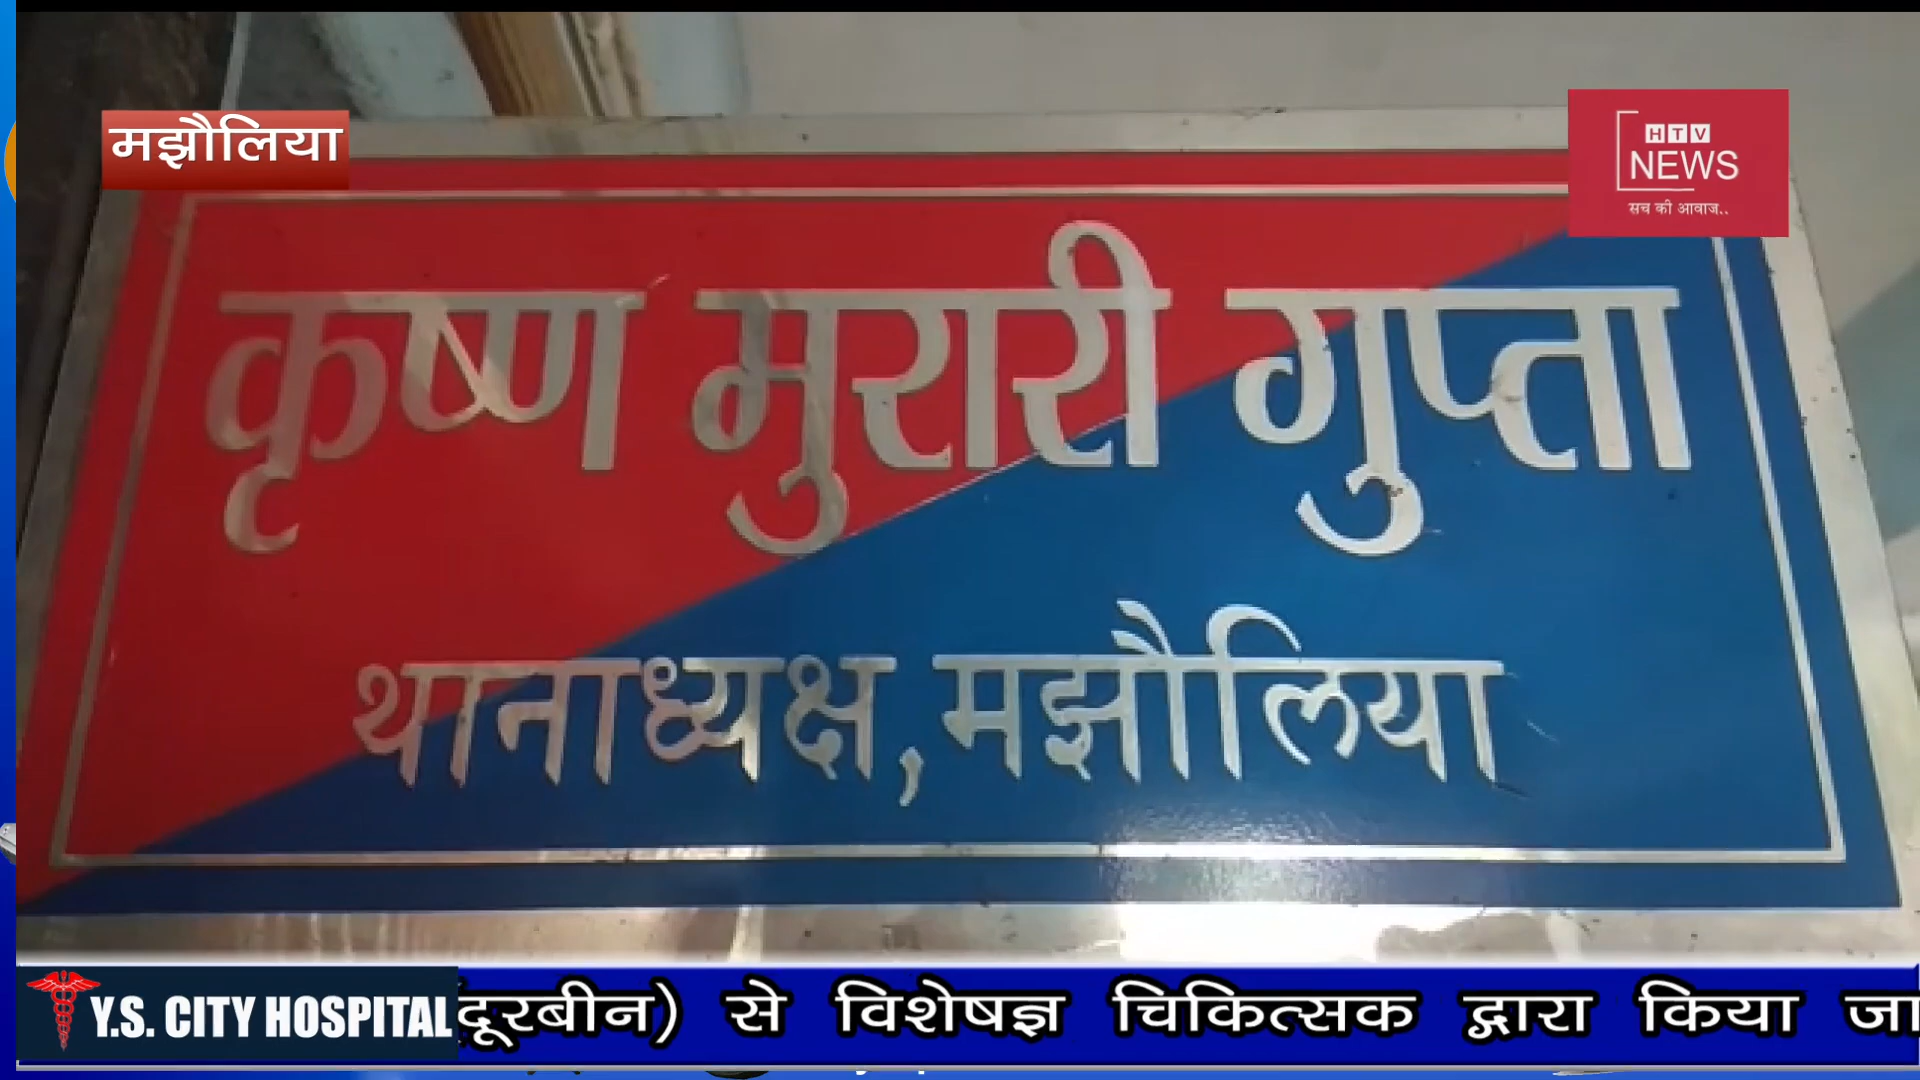 मझौलिया
HTV
NEWS
सच की आवाज..
कृष्ण मुरारी गुप्ता
थानाध्यक्ष, मझौलिया
Y.S. CITY HOSPITAL
(दूरबीन) से विशेषज्ञ चिकित्सक द्वारा किया जा